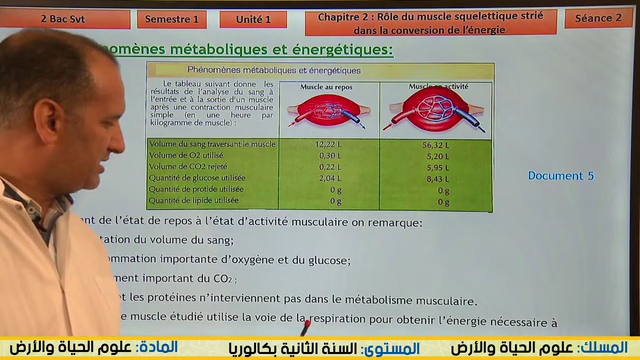 2 Bac Svt
Semestre 1
Unité 1
Chapitre 2 : Rôle du muscle squelettique strié
dans la conversion de l'énergie
Séance 2
nomènes métaboliques et énergétiques:
Phénomènes métaboliques et énergétiques
Le tableau suivant donne les
résultats de l'analyse du sang à
l'entrée et à la sortie d'un muscle
après une contraction musculaire
simple (en une heure par
kilogramme de muscle) :
Muscle au repos
Muscle en activité
Volume du sang traversant le muscle 12,22 L 56,32 L
Volume de O2 utilisé 0,30 L 5,20 L
Volume de CO2 rejeté 0,22 L 5,95 L
Quantité de glucose utilisée 2,04 L 8,43 L
Quantité de protide utilisée 0 g 0 g
Quantité de lipide utilisée 0 g 0 g
Document 5
ant de l'état de repos à l'état d'activité musculaire on remarque:
tation du volume du sang;
ommation importante d'oxygène et du glucose;
ment important du CO2 ;
et les protéines n'interviennent pas dans le métabolisme musculaire.
e muscle étudié utilise la voie de la respiration pour obtenir l'énergie nécessaire à
المسلك: علوم الحياة والأرض المستوى: السنة الثانية بكالوريا المادة: علوم الحياة والأرض